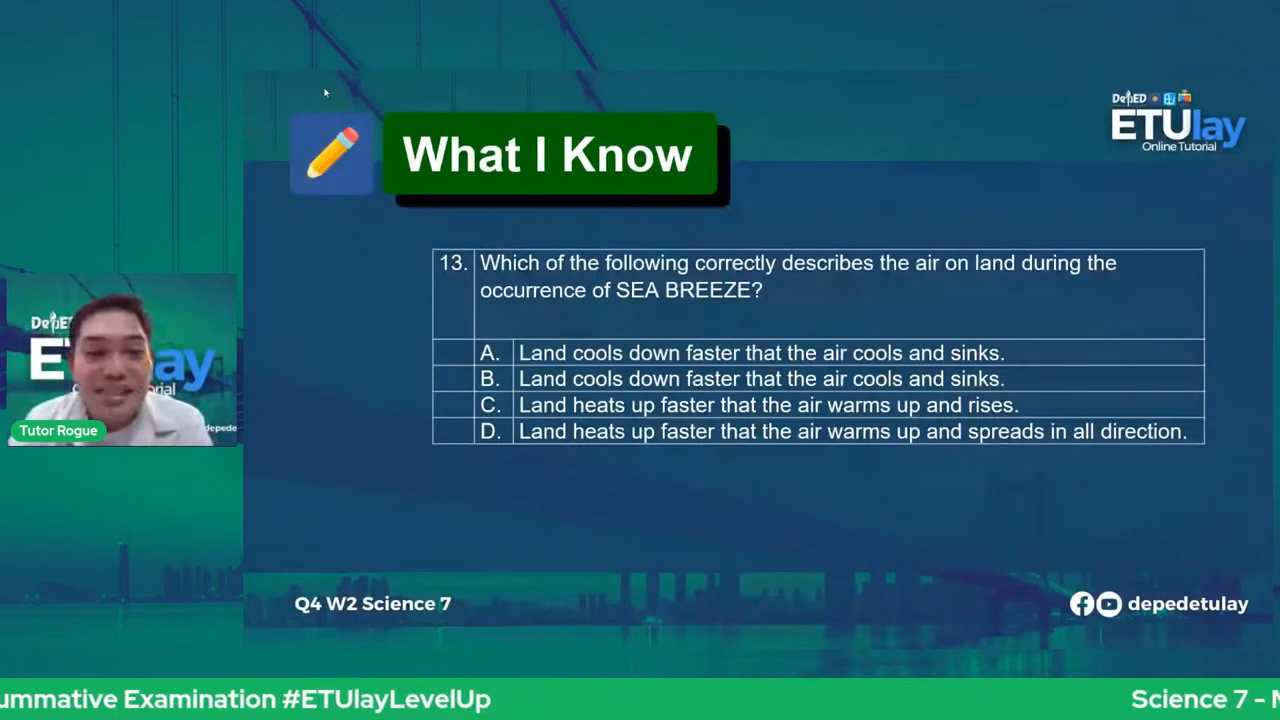 What I Know
DepED
ETUlay
Online Tutorial
13. Which of the following correctly describes the air on land during the
occurrence of SEA BREEZE?
A. Land cools down faster that the air cools and sinks.
B. Land cools down faster that the air cools and sinks.
C. Land heats up faster that the air warms up and rises.
D. Land heats up faster that the air warms up and spreads in all direction.
Tutor Rogue
Q4 W2 Science 7
depedetulay
ummative Examination #ETUlayLevelUp
Science 7 -